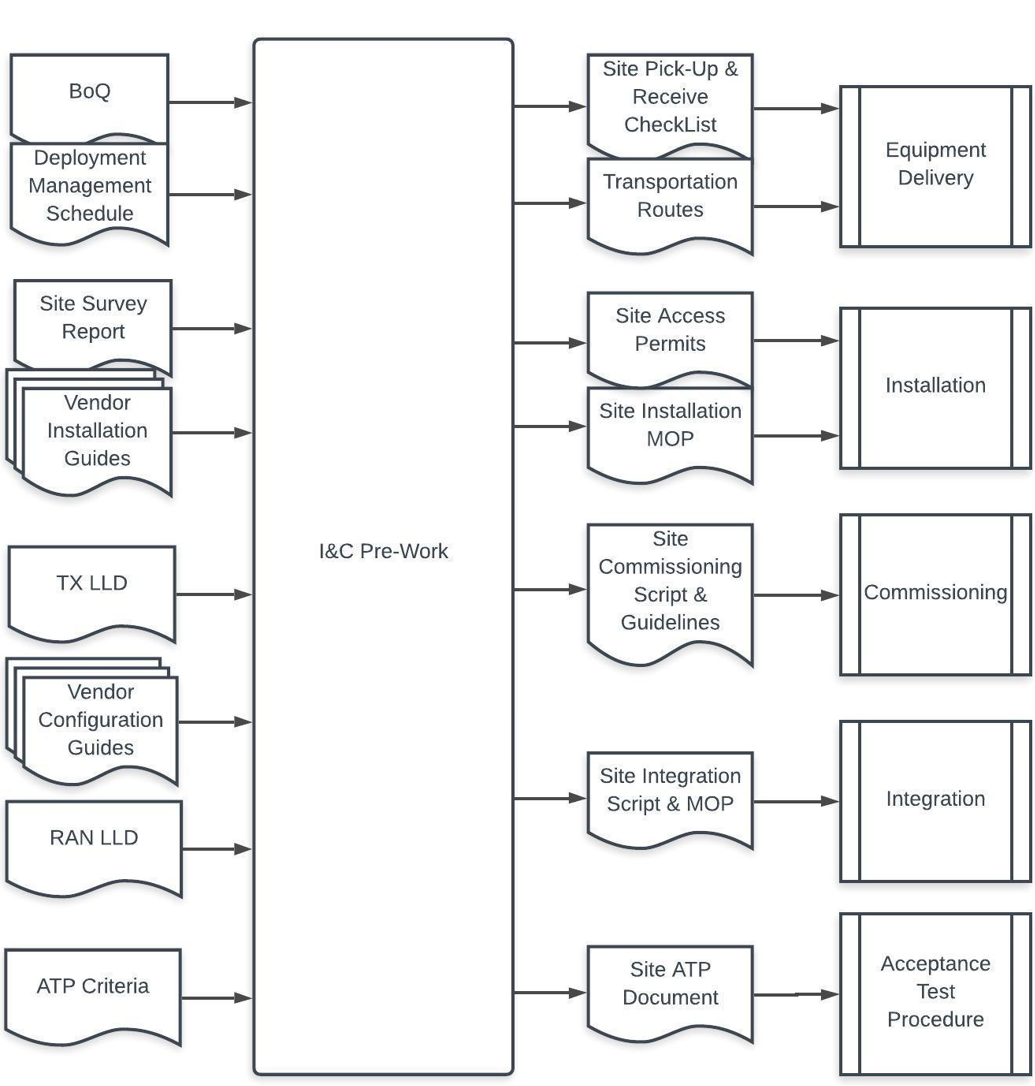 BoQ
Deployment
Management
Schedule
Site Survey
Report
Vendor
Installation
Guides
TX LLD
Vendor
Configuration
Guides
RAN LLD
ATP Criteria
I&C Pre-Work
Site Pick-Up &
Receive
CheckList
Transportation
Routes
Site Access
Permits
Site Installation
MOP
Site
Commissioning
Script &
Guidelines
Site Integration
Script & MOP
Site ATP
Document
Equipment
Delivery
Installation
Commissioning
Integration
Acceptance
Test
Procedure